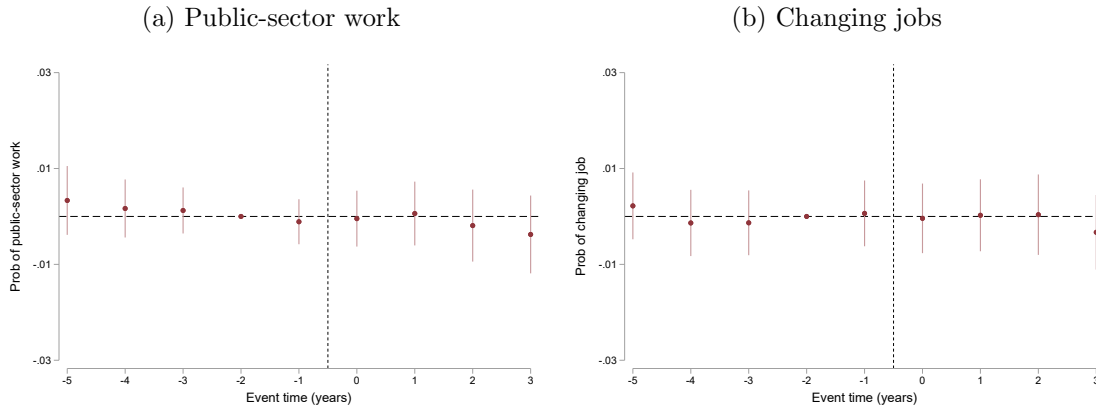 (a) Public-sector work
.03
.01
-.01
-.03
Prob of public-sector work
-5 -4 -3 -2 -1 0 1 2 3
Event time (years)
(b) Changing jobs
.03
.01
-.01
-.03
Prob of changing job
-5 -4 -3 -2 -1 0 1 2 3
Event time (years)